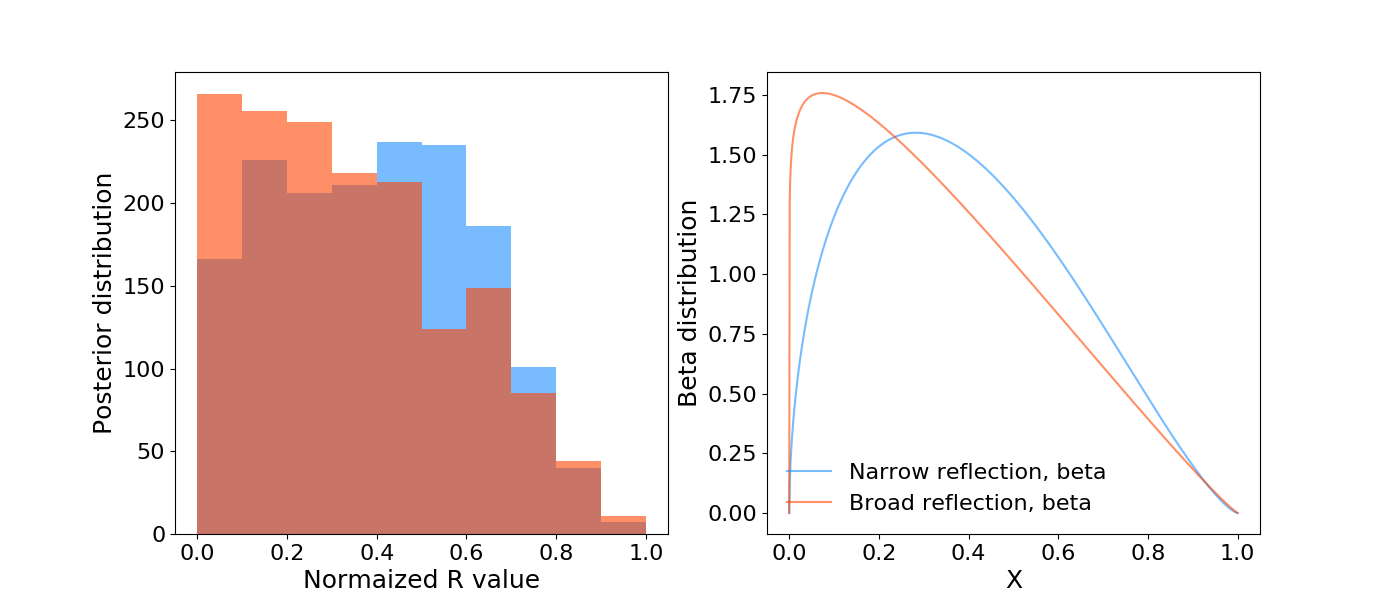 Posterior distribution
250
200
150
100
50
0
0.0 0.2 0.4 0.6 0.8 1.0
Normaized R value
Beta distribution
1.75
1.50
1.25
1.00
0.75
0.50
0.25
0.00
Narrow reflection, beta
Broad reflection, beta
0.0 0.2 0.4 0.6 0.8 1.0
X